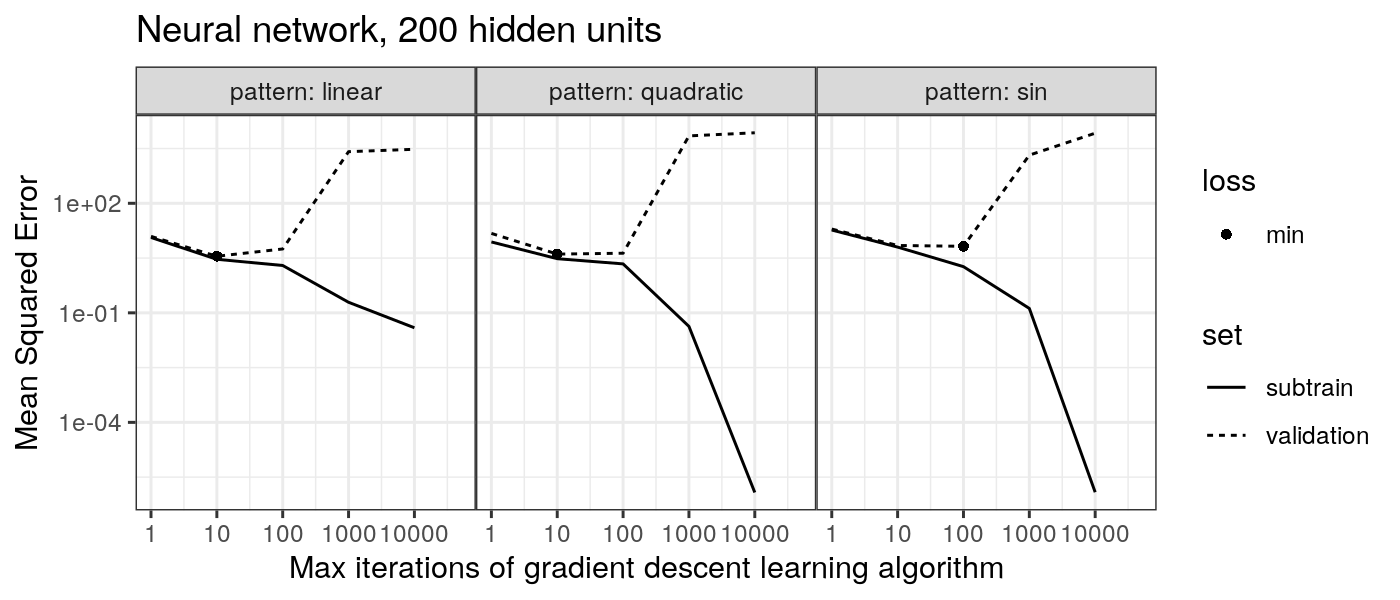 Neural network, 200 hidden units
pattern: linear
pattern: quadratic
pattern: sin
Mean Squared Error
1e+02
1e-01
1e-04
1 10 100 1000 10000
1 10 100 1000 10000
1 10 100 1000 10000
Max iterations of gradient descent learning algorithm
loss
min
set
subtrain
validation